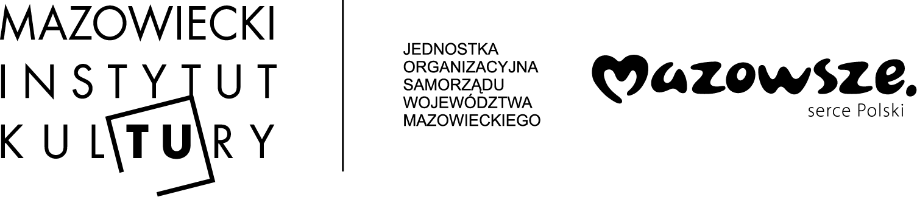 MAZOWIECKI
INSTYTUT
KULTURY
JEDNOSTKA
ORGANIZACYJNA
SAMORZĄDU
WOJEWÓDZTWA
MAZOWIECKIEGO
Mazowsze.
serce Polski